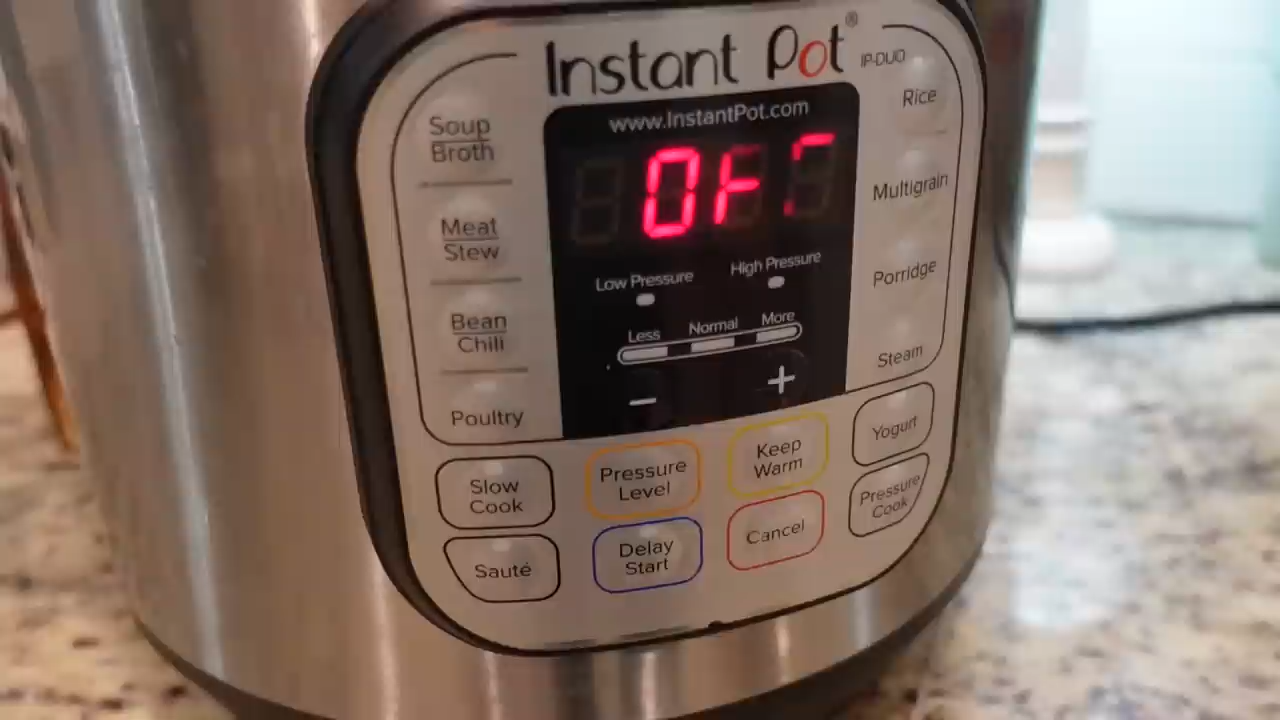 Instant Pot®
IP-DUO
www.InstantPot.com
Soup
Broth
Meat
Stew
Bean
Chili
Poultry
Low Pressure
High Pressure
Less
Normal
More
−
+
Rice
Multigrain
Porridge
Steam
Slow
Cook
Sauté
Pressure
Level
Delay
Start
Keep
Warm
Cancel
Yogurt
Pressure
Cook